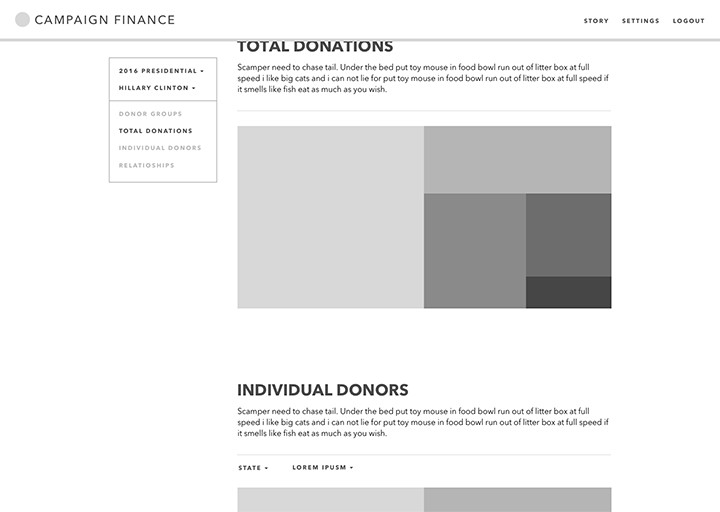 CAMPAIGN FINANCE
STORY SETTINGS LOGOUT
2016 PRESIDENTIAL
HILLARY CLINTON
DONOR GROUPS
TOTAL DONATIONS
INDIVIDUAL DONORS
RELATIOSHIPS
TOTAL DONATIONS
Scamper need to chase tail. Under the bed put toy mouse in food bowl run out of litter box at full
speed i like big cats and i can not lie for put toy mouse in food bowl run out of litter box at full speed if
it smells like fish eat as much as you wish.
INDIVIDUAL DONORS
Scamper need to chase tail. Under the bed put toy mouse in food bowl run out of litter box at full
speed i like big cats and i can not lie for put toy mouse in food bowl run out of litter box at full speed if
it smells like fish eat as much as you wish.
STATE LOREM IPUSM